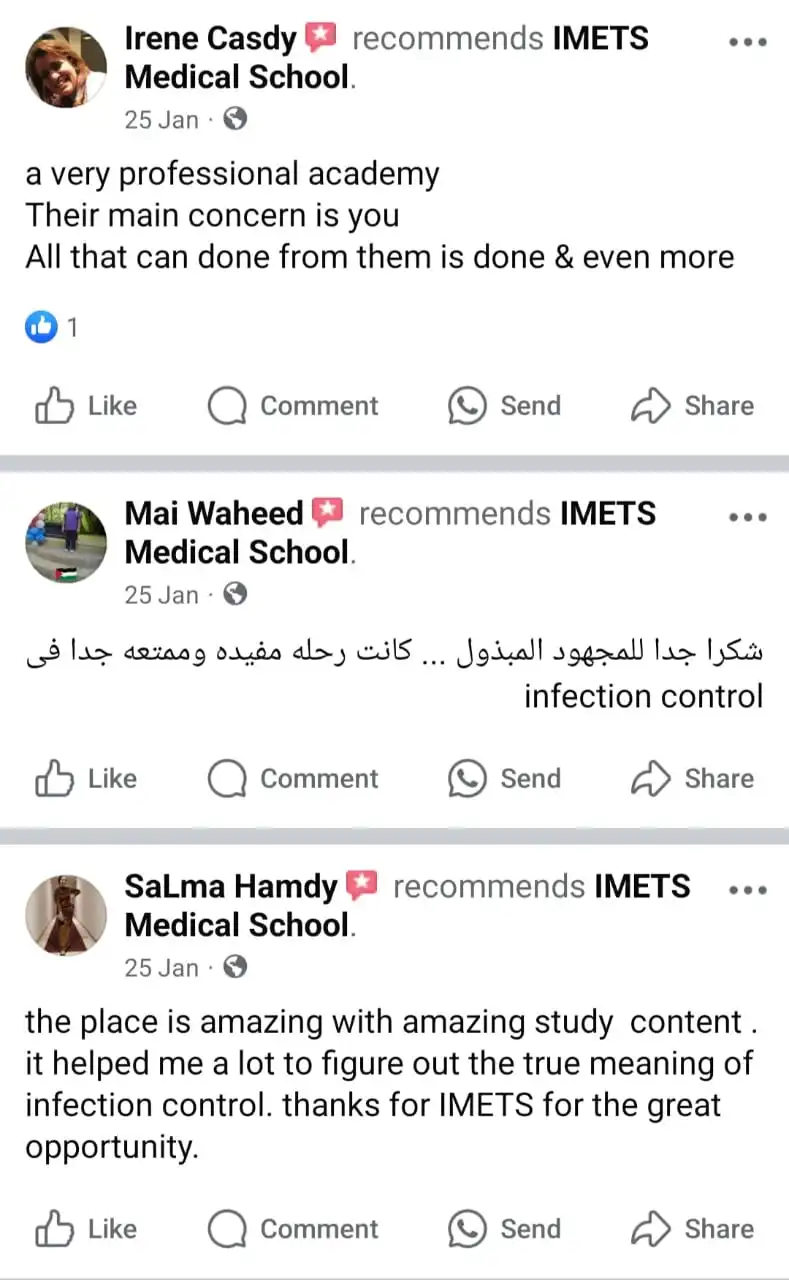 Irene Casdy recommends IMETS
Medical School.
25 Jan ·
a very professional academy
Their main concern is you
All that can done from them is done & even more
1
Like Comment Send Share
Mai Waheed recommends IMETS
Medical School.
25 Jan ·
شكرا جدا للمجهود المبذول ... كانت رحله مفيده وممتعه جدا فى
infection control
Like Comment Send Share
SaLma Hamdy recommends IMETS
Medical School.
25 Jan ·
the place is amazing with amazing study  content .
it helped me a lot to figure out the true meaning of
infection control. thanks for IMETS for the great
opportunity.
Like Comment Send Share